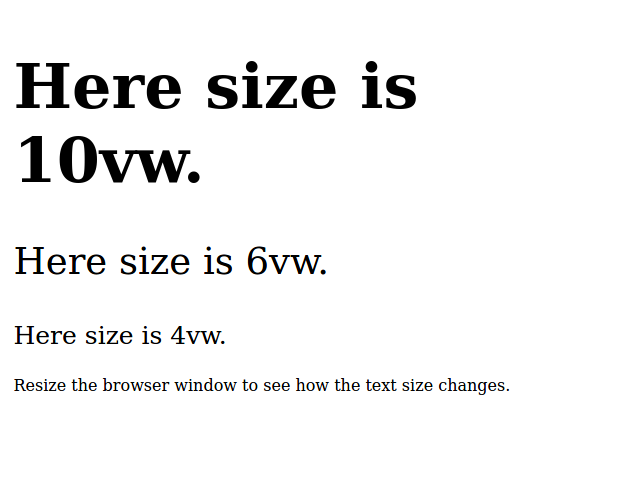 Here size is
10vw.
Here size is 6vw.
Here size is 4vw.
Resize the browser window to see how the text size changes.